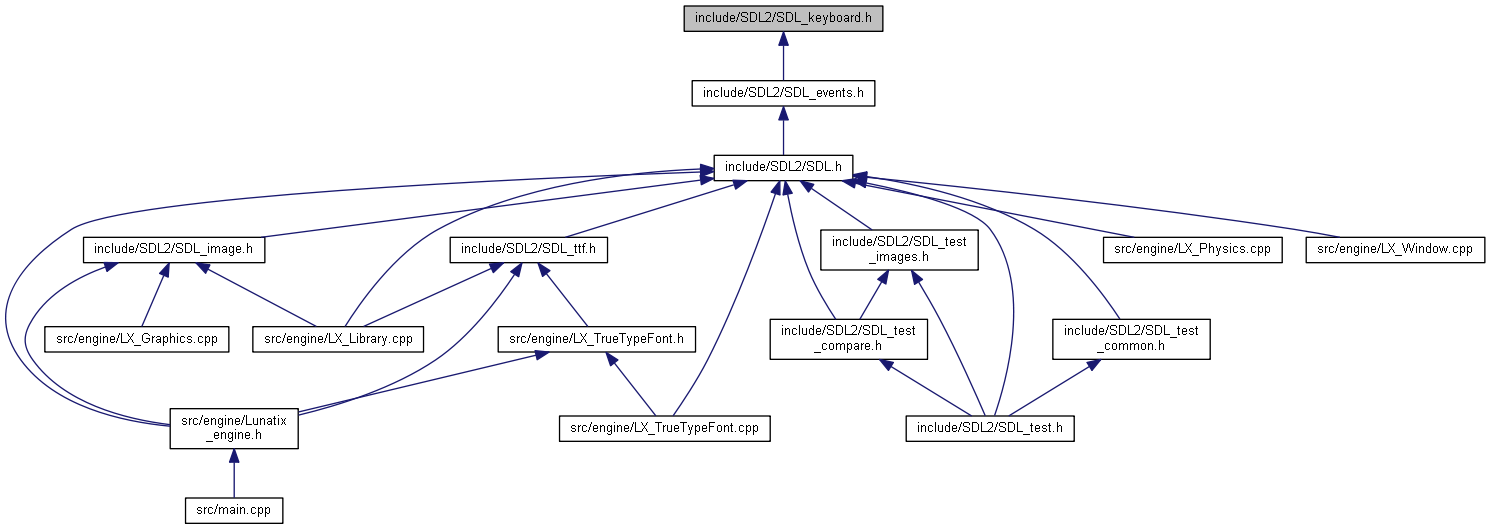 include/SDL2/SDL_keyboard.h
include/SDL2/SDL_events.h
include/SDL2/SDL.h
include/SDL2/SDL_image.h
include/SDL2/SDL_ttf.h
include/SDL2/SDL_test
_images.h
src/engine/LX_Physics.cpp
src/engine/LX_Window.cpp
src/engine/LX_Graphics.cpp
src/engine/LX_Library.cpp
src/engine/LX_TrueTypeFont.h
include/SDL2/SDL_test
_compare.h
include/SDL2/SDL_test
_common.h
src/engine/Lunatix
_engine.h
src/engine/LX_TrueTypeFont.cpp
include/SDL2/SDL_test.h
src/main.cpp